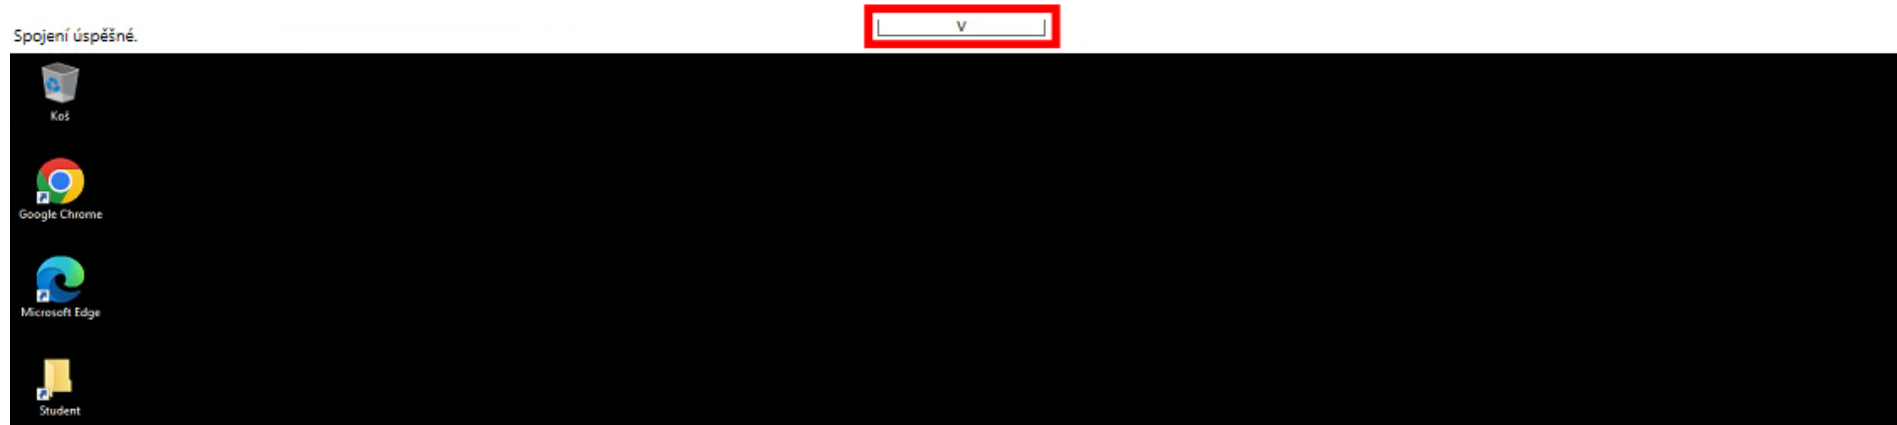 v
Spojení úspěšné.
Koš
Google Chrome
Microsoft Edge
Student